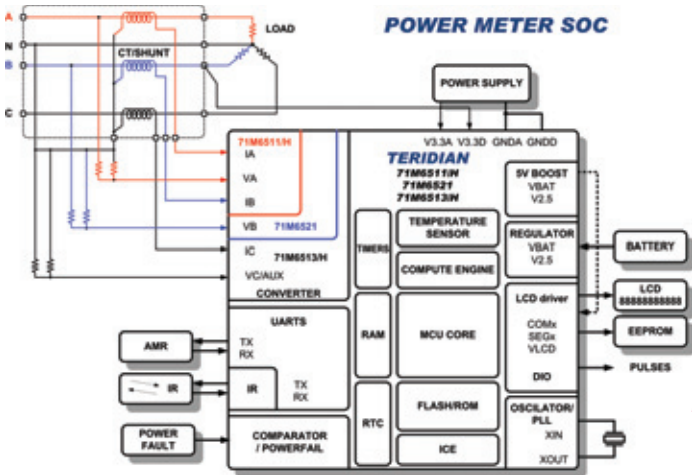 POWER METER SOC
A
N
B
C
CT/SHUNT
LOAD
POWER SUPPLY
V3.3A V3.3D GNDA GNDD
71M6511/H
IA
VA
IB
VB 71M6521
IC
71M6513/H
VC/AUX
CONVERTER
TERIDIAN
71M6511/H
71M6521
71M6513/H
5V BOOST
VBAT
V2.5
REGULATOR
VBAT
V2.5
BATTERY
TIMERS
TEMPERATURE
SENSOR
COMPUTE ENGINE
LCD driver
COMx
SEGx
VLCD
DIO
LCD
88888888888
EEPROM
PULSES
UARTS
TX
RX
AMR
IR
IR
TX
RX
RAM
MCU CORE
RTC
FLASH/ROM
ICE
OSCILATOR/
PLL
XIN
XOUT
POWER
FAULT
COMPARATOR
/ POWERFAIL